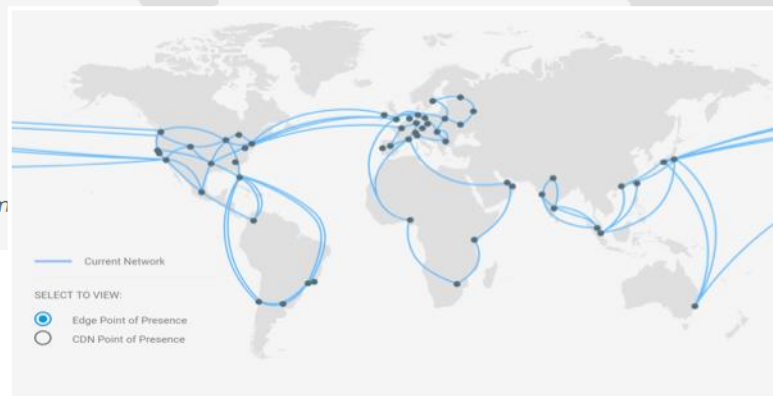 Current Network
SELECT TO VIEW:
Edge Point of Presence
CDN Point of Presence